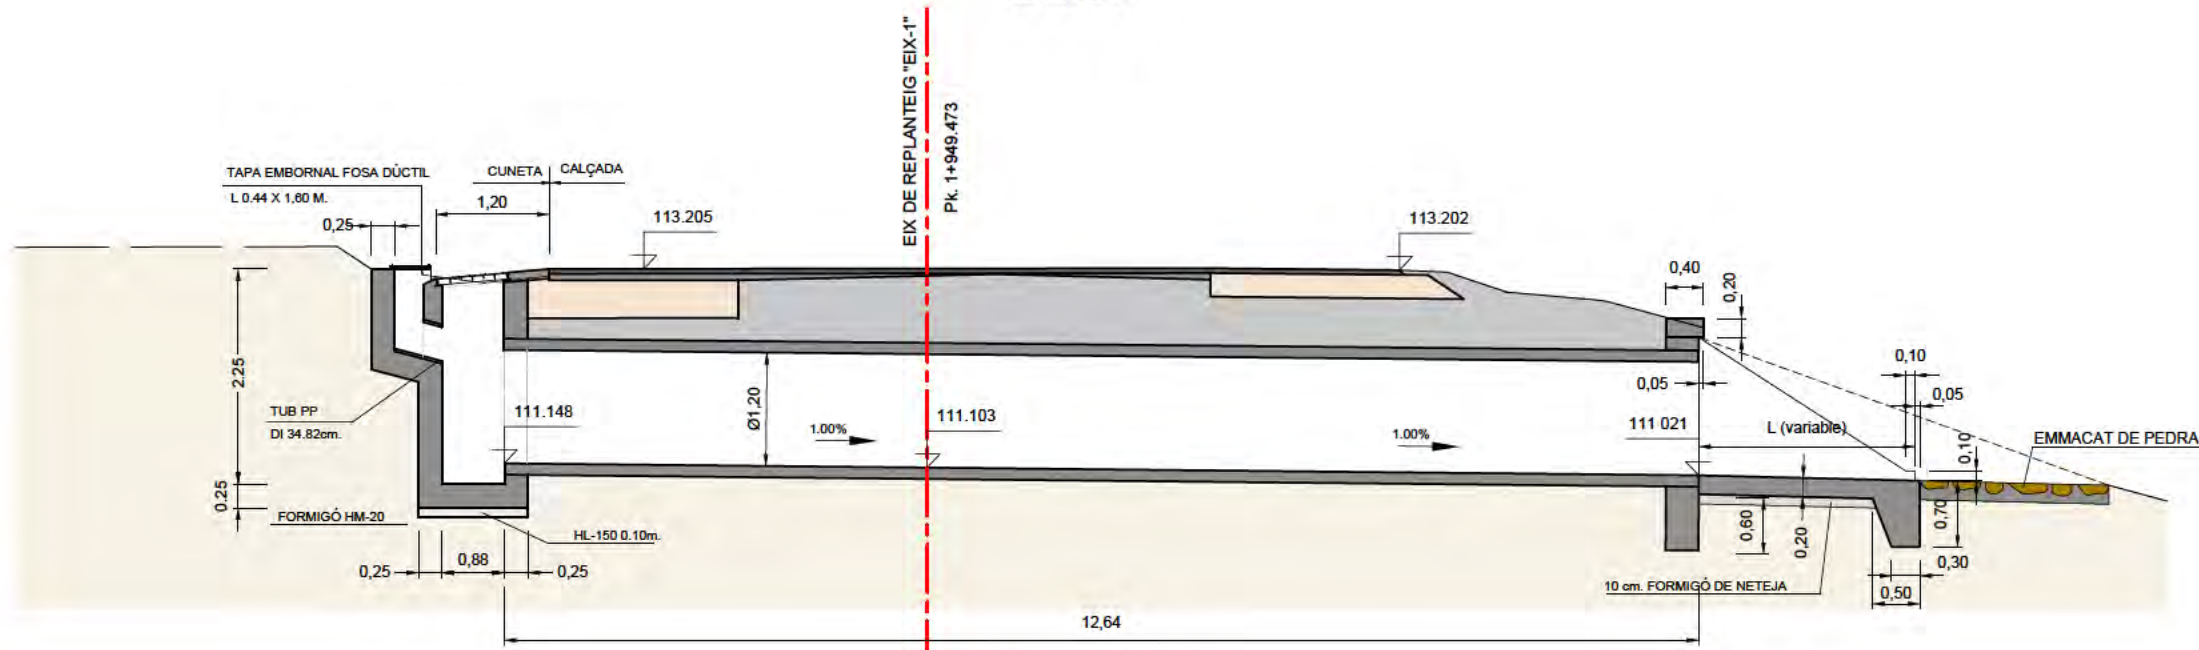 EIX DE REPLANTEIG "EIX-1"
Pk. 1+949.473
TAPA EMBORNAL FOSA DÚCTIL
L 0.44 X 1,60 M.
CUNETA
CALÇADA
1,20
0,25
113.205
113.202
0,40
0,20
2.25
0.25
TUB PP
DI 34.82cm.
111.148
Ø1,20
1.00%
111.103
1.00%
111 021
0,05
L (variable)
0,10
0,05
0,10
EMMACAT DE PEDRA
FORMIGÓ HM-20
HL-150 0.10m.
0,25
0,88
0,25
0,60
0,20
0,70
0,30
0,50
10 cm. FORMIGÓ DE NETEJA
12,64